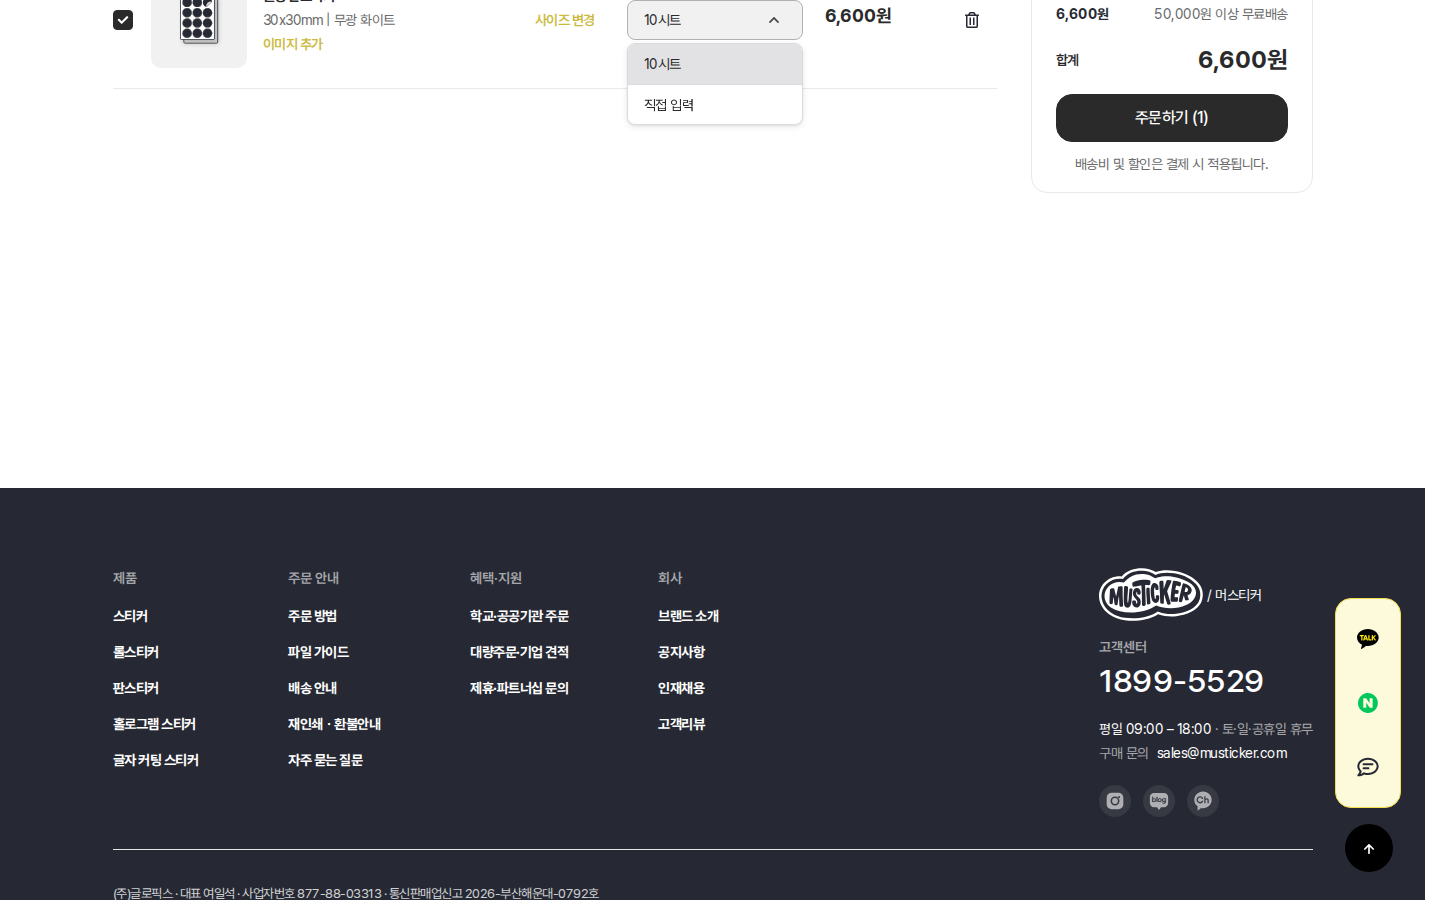 30x30mm | 무광 화이트
이미지 추가
사이즈 변경
10시트
6,600원
10시트
직접 입력
6,600원
50,000원 이상 무료배송
합계
6,600원
주문하기 (1)
배송비 및 할인은 결제 시 적용됩니다.
제품
스티커
롤스티커
판스티커
홀로그램 스티커
글자 커팅 스티커
주문 안내
주문 방법
파일 가이드
배송 안내
재인쇄 · 환불안내
자주 묻는 질문
혜택·지원
학교·공공기관 주문
대량주문·기업 견적
제휴·파트너십 문의
회사
브랜드 소개
공지사항
인재채용
고객리뷰
MUSTICKER / 머스티커
고객센터
1899-5529
평일 09:00 – 18:00 · 토·일·공휴일 휴무
구매 문의 sales@musticker.com
blog
Ch
TALK
N
(주)글로픽스 · 대표 여일석 · 사업자번호 877-88-03313 · 통신판매업신고 2026-부산해운대-0792호